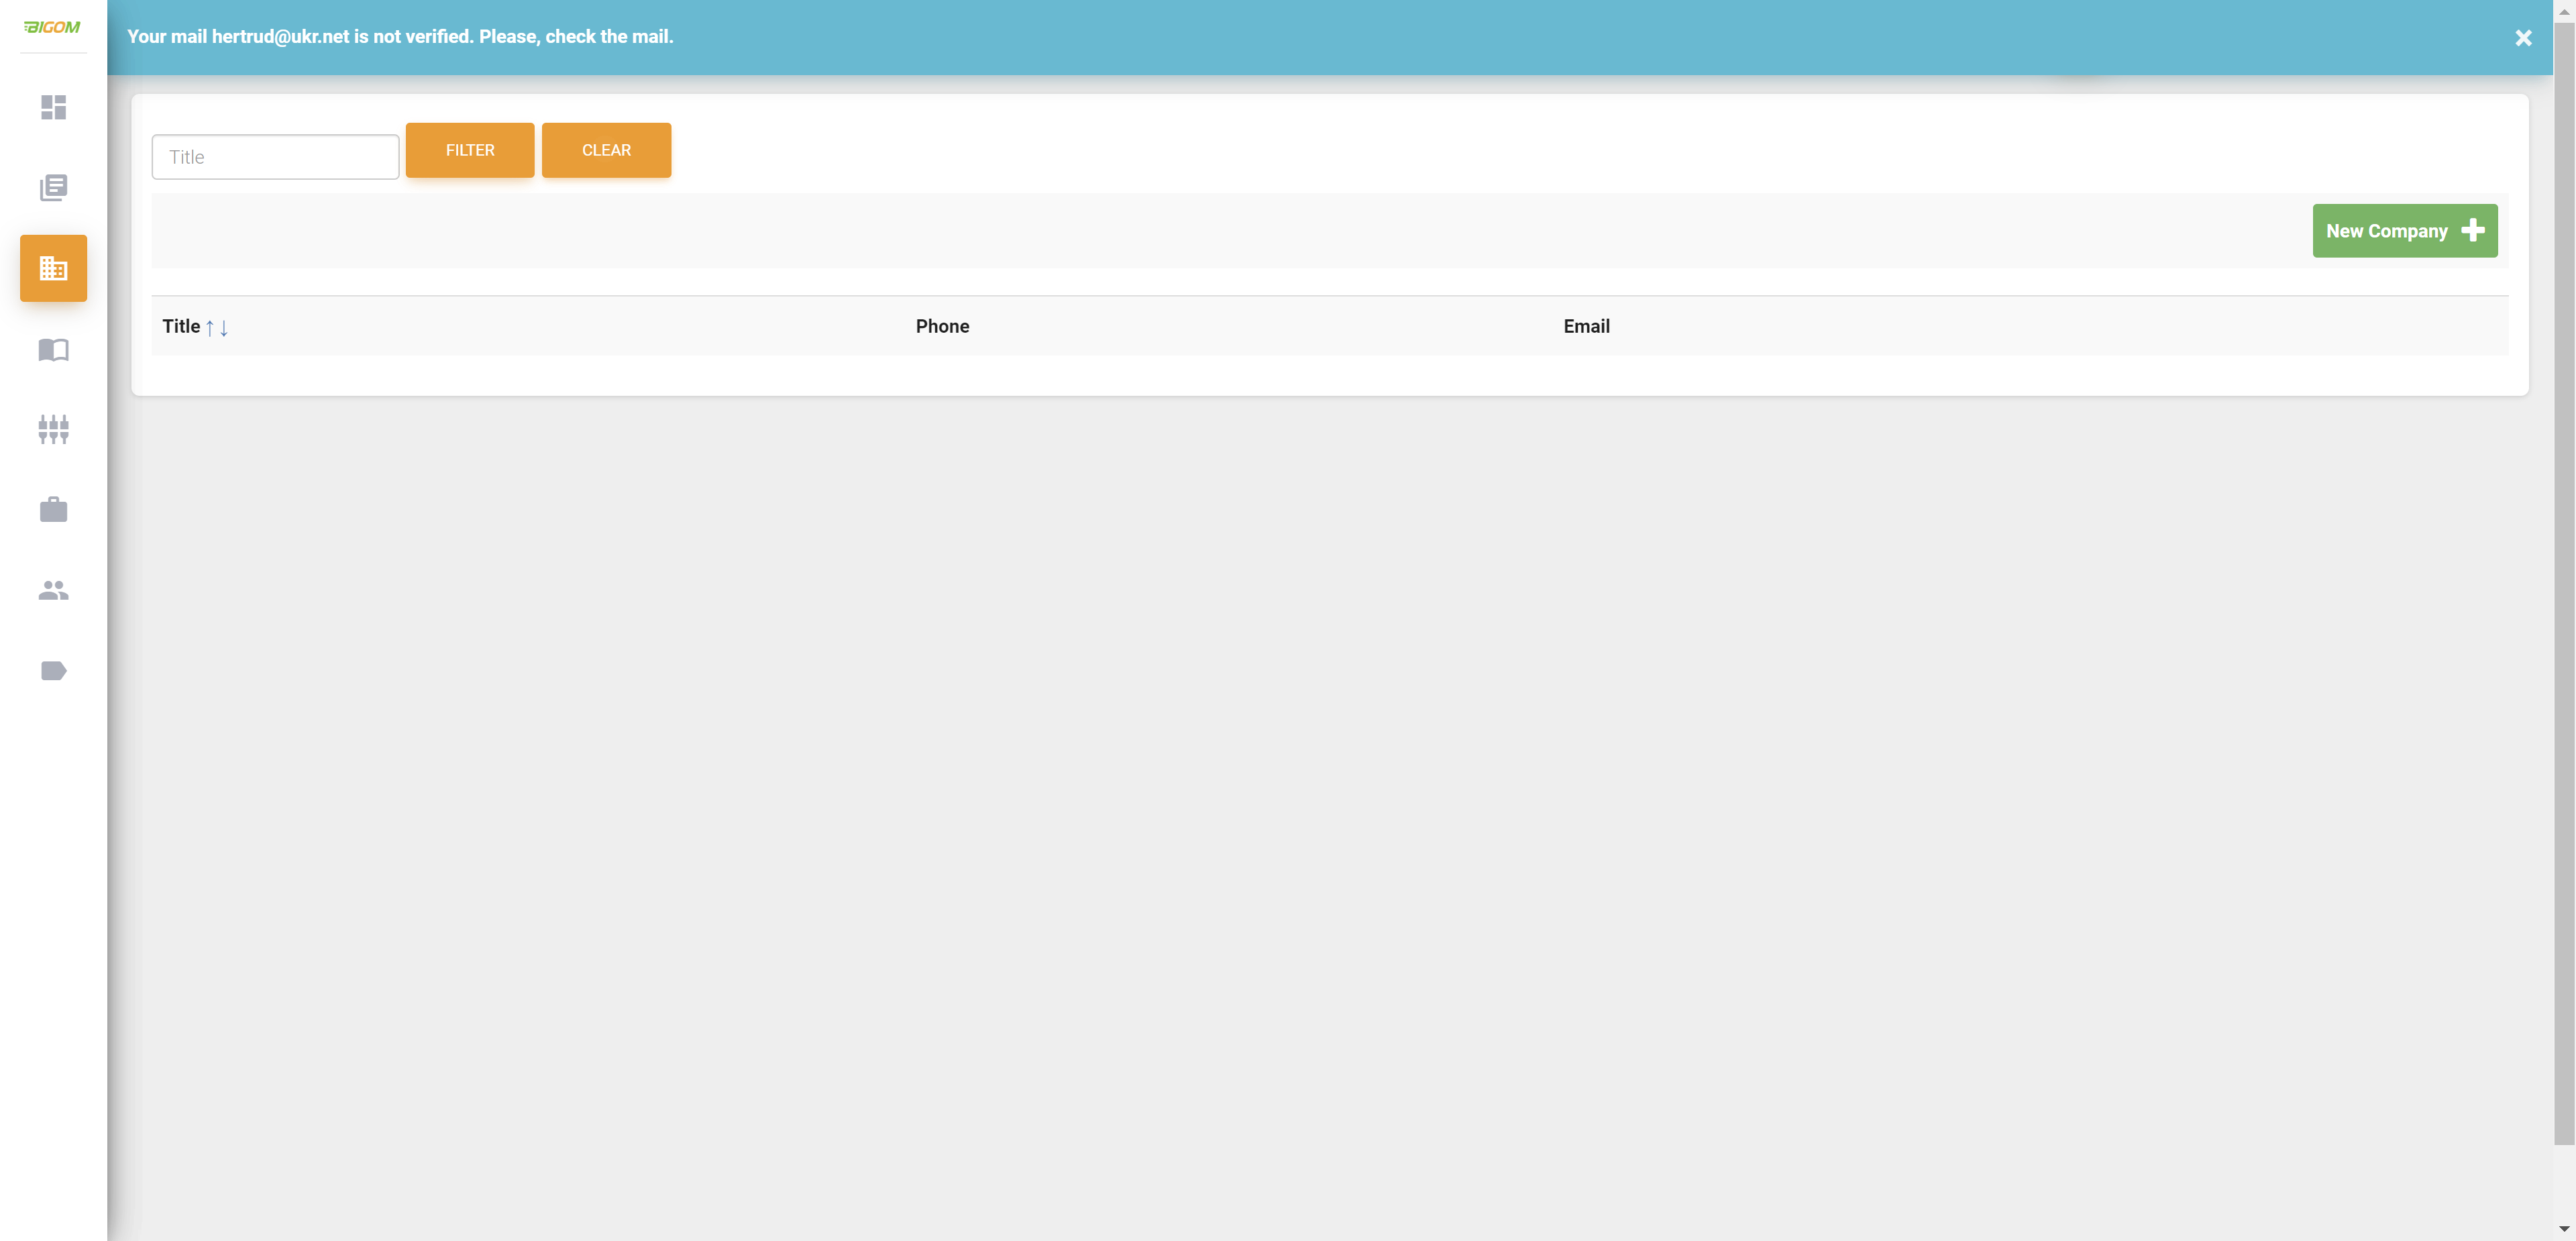 BIGOM
Your mail hertrud@ukr.net is not verified. Please, check the mail.
Title
FILTER
CLEAR
New Company
Title ↑↓
Phone
Email